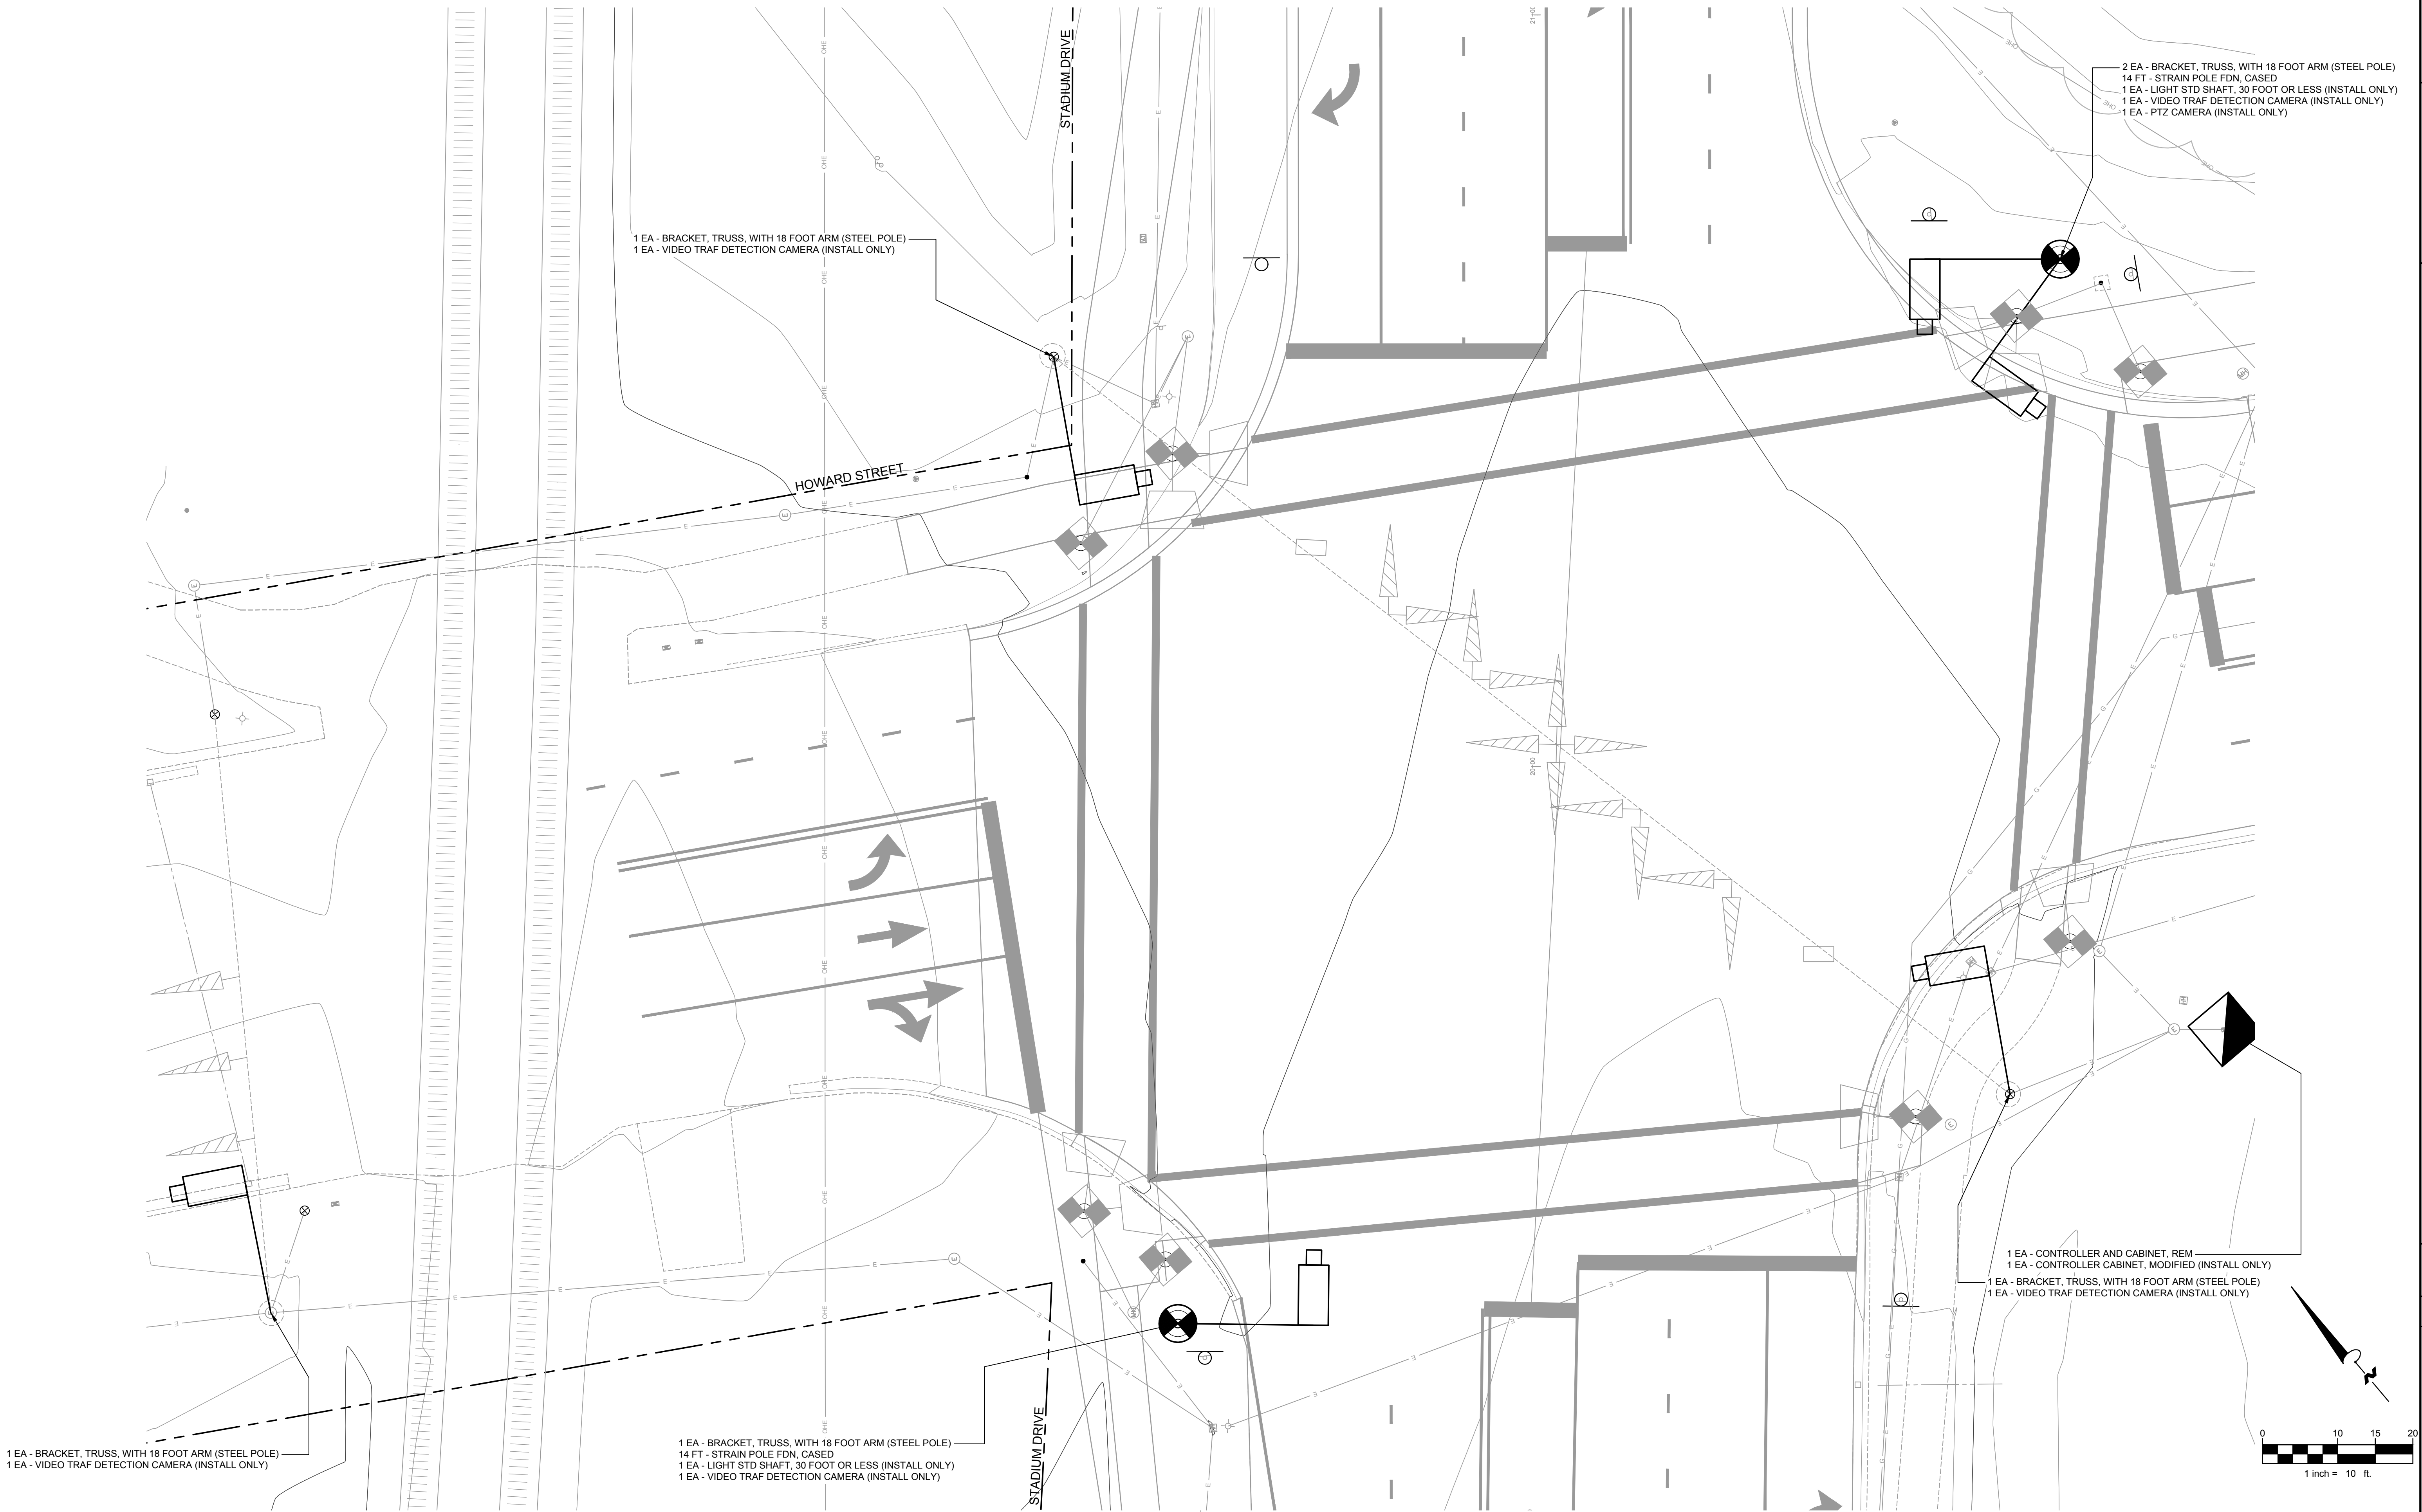 STADIUM DRIVE
21+00
2 EA - BRACKET, TRUSS, WITH 18 FOOT ARM (STEEL POLE)
14 FT - STRAIN POLE FDN, CASED
1 EA - LIGHT STD SHAFT, 30 FOOT OR LESS (INSTALL ONLY)
1 EA - VIDEO TRAF DETECTION CAMERA (INSTALL ONLY)
1 EA - PTZ CAMERA (INSTALL ONLY)
1 EA - BRACKET, TRUSS, WITH 18 FOOT ARM (STEEL POLE)
1 EA - VIDEO TRAF DETECTION CAMERA (INSTALL ONLY)
HOWARD STREET
20+00
1 EA - CONTROLLER AND CABINET, REM
1 EA - CONTROLLER CABINET, MODIFIED (INSTALL ONLY)
1 EA - BRACKET, TRUSS, WITH 18 FOOT ARM (STEEL POLE)
1 EA - VIDEO TRAF DETECTION CAMERA (INSTALL ONLY)
1 EA - BRACKET, TRUSS, WITH 18 FOOT ARM (STEEL POLE)
1 EA - VIDEO TRAF DETECTION CAMERA (INSTALL ONLY)
1 EA - BRACKET, TRUSS, WITH 18 FOOT ARM (STEEL POLE)
14 FT - STRAIN POLE FDN, CASED
1 EA - LIGHT STD SHAFT, 30 FOOT OR LESS (INSTALL ONLY)
1 EA - VIDEO TRAF DETECTION CAMERA (INSTALL ONLY)
STADIUM DRIVE
N
0 10 15 20
1 inch = 10 ft.